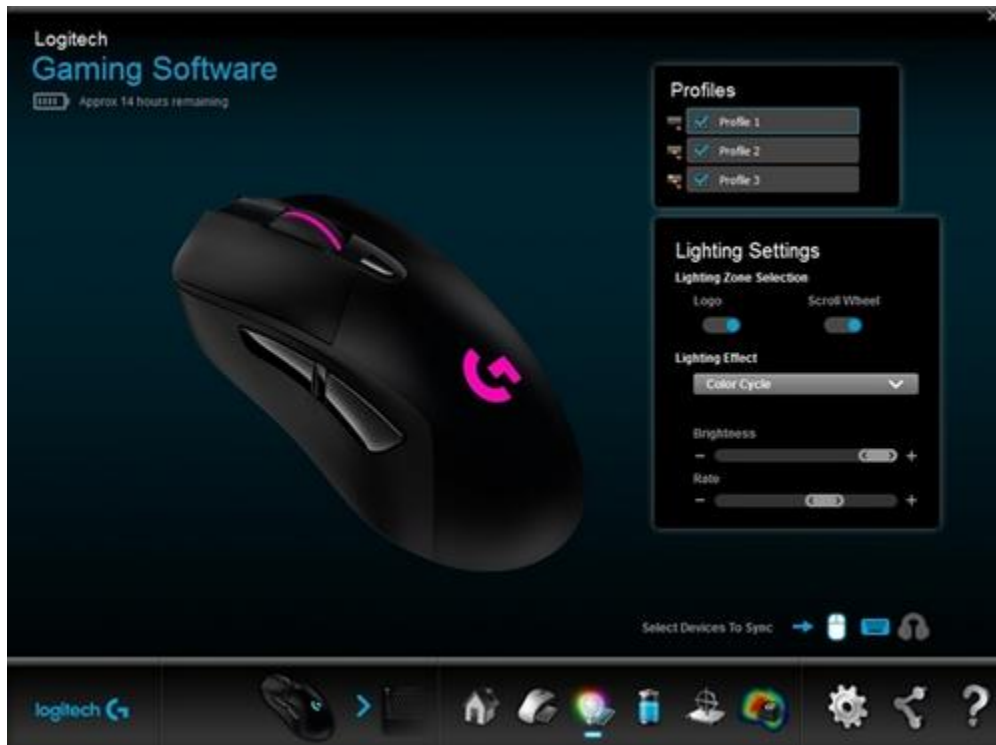 Logitech
Gaming Software
Approx 14 hours remaining
Profiles
Profile 1
Profile 2
Profile 3
Lighting Settings
Lighting Zone Selection
Logo Scroll Wheel
Lighting Effect
Color Cycle
Brightness
- +
Rate
- +
Select Devices To Sync
logitech G
?